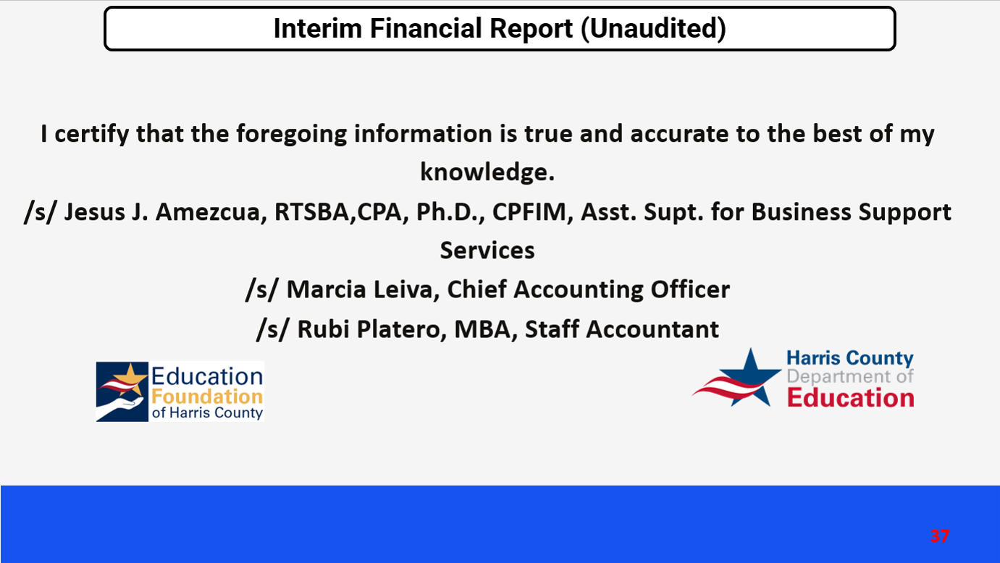 Interim Financial Report (Unaudited)
I certify that the foregoing information is true and accurate to the best of my
knowledge.
/s/ Jesus J. Amezcua, RTSBA,CPA, Ph.D., CPFIM, Asst. Supt. for Business Support
Services
/s/ Marcia Leiva, Chief Accounting Officer
/s/ Rubi Platero, MBA, Staff Accountant
Education
Foundation
of Harris County
Harris County
Department of
Education
37